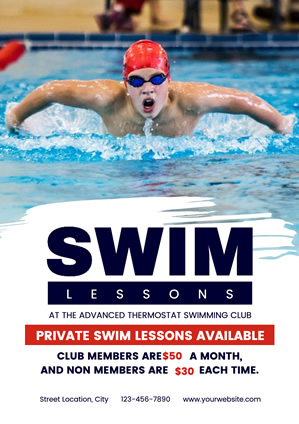 SWIM
LESSONS
AT THE ADVANCED THERMOSTAT SWIMMING CLUB
PRIVATE SWIM LESSONS AVAILABLE
CLUB MEMBERS ARE $50 A MONTH,
AND NON MEMBERS ARE $30 EACH TIME.
Street Location, City 123-456-7890 www.yourwebsite.com